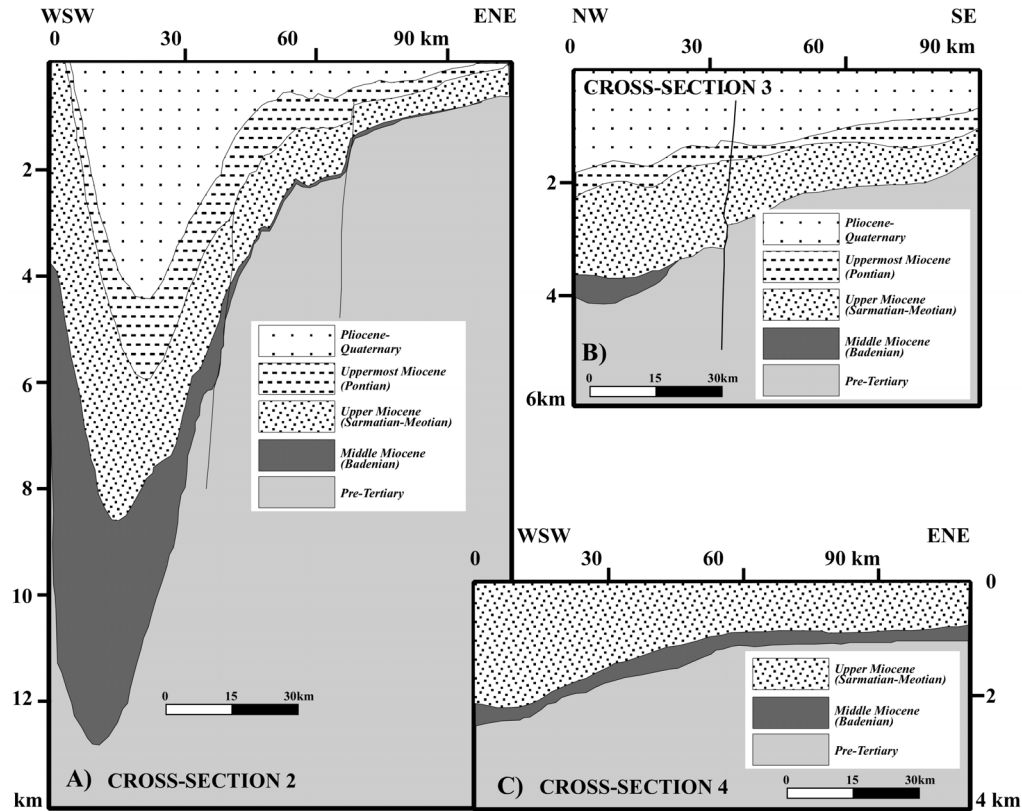 WSW ENE
0 30 60 90 km
2
4
6
8
10
12
km
Pliocene-
Quaternary
Uppermost Miocene
(Pontian)
Upper Miocene
(Sarmatian-Meotian)
Middle Miocene
(Badenian)
Pre-Tertiary
0 15 30km
A) CROSS-SECTION 2
NW SE
0 30 60 90 km
CROSS-SECTION 3
2
4
6km
Pliocene-
Quaternary
Uppermost Miocene
(Pontian)
Upper Miocene
(Sarmatian-Meotian)
Middle Miocene
(Badenian)
Pre-Tertiary
B)
0 15 30km
WSW ENE
0 30 60 90 km
0
2
4 km
Upper Miocene
(Sarmatian-Meotian)
Middle Miocene
(Badenian)
Pre-Tertiary
0 15 30km
C) CROSS-SECTION 4